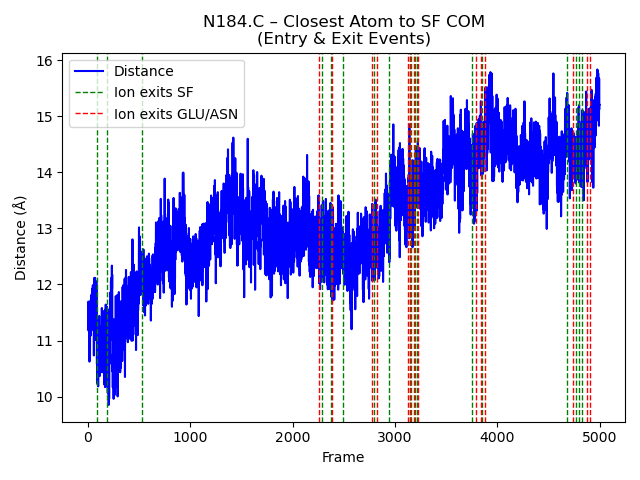 N184.C – Closest Atom to SF COM
(Entry & Exit Events)
Distance
Ion exits SF
Ion exits GLU/ASN
Distance (Å)
16
15
14
13
12
11
10
0
1000
2000
3000
4000
5000
Frame